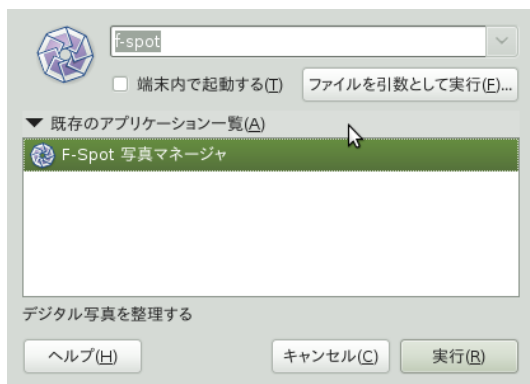 f-spot
端末内で起動する(T)
ファイルを引数として実行(F)...
既存のアプリケーション一覧(A)
F-Spot 写真マネージャ
デジタル写真を整理する
ヘルプ(H)
キャンセル(C)
実行(R)